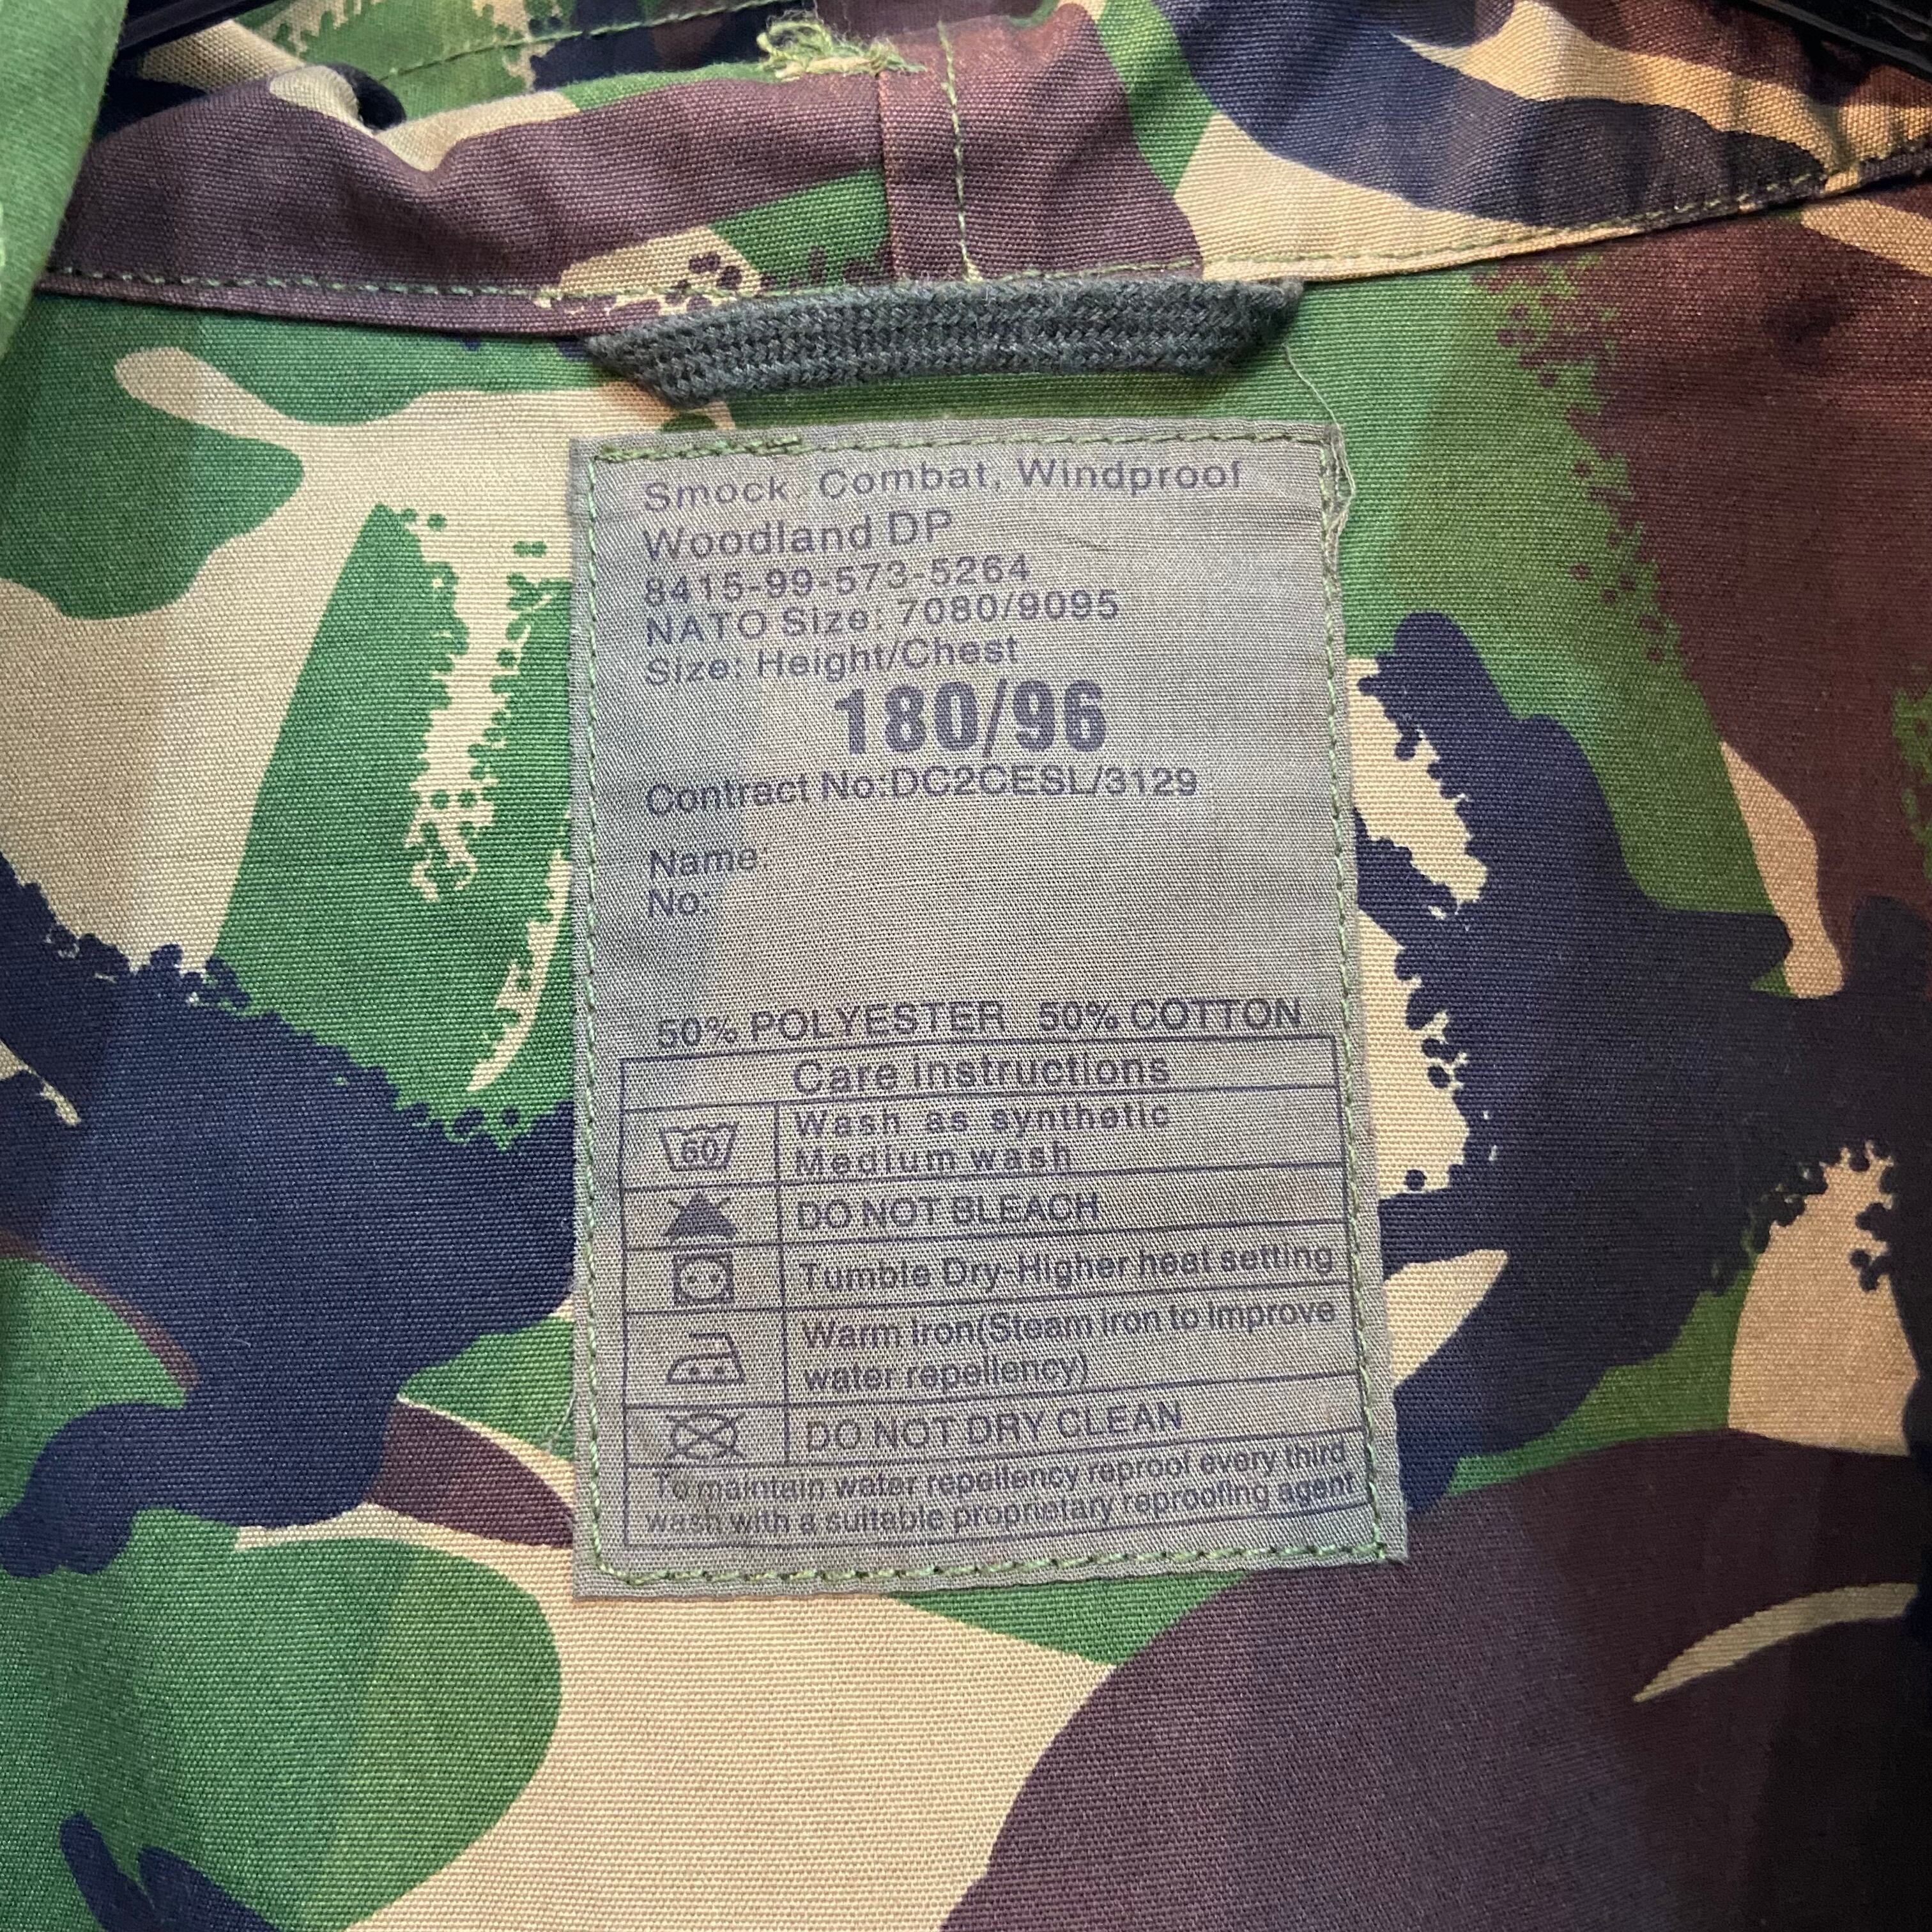 Smock, Combat, Windproof
Woodland DP
8415-99-573-5264
NATO Size: 7080/9095
Size: Height/Chest
180/96
Contract No:DC2CESL/3129
Name:
No:
50% POLYESTER 50% COTTON
Care instructions
60
Wash as synthetic
Medium wash
DO NOT BLEACH
Tumble Dry-Higher heat setting
Warm iron(Steam iron to improve
water repellency)
DO NOT DRY CLEAN
To maintain water repellency reproof every third
wash with a suitable proprietary reproofing agent